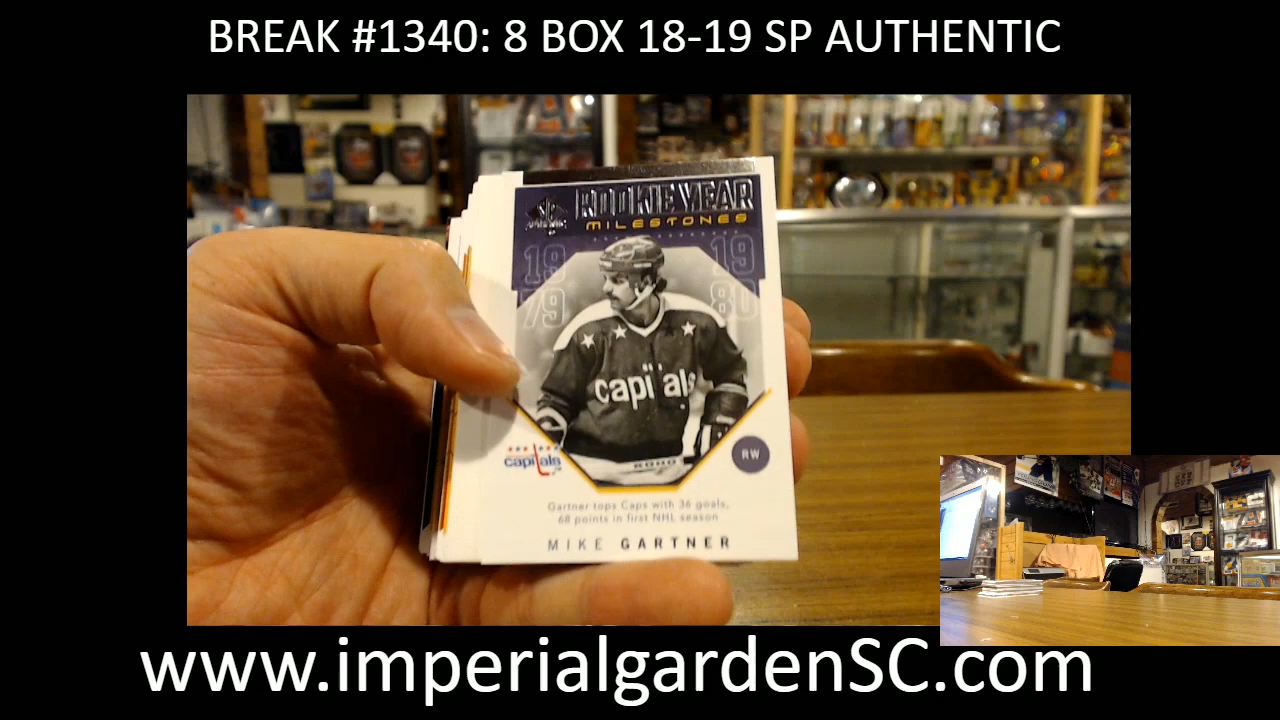 BREAK #1340: 8 BOX 18-19 SP AUTHENTIC
ROOKIE YEAR
MILESTONES
19 19
79 80
capitals
capitals
RW
Gartner tops Caps with 36 goals,
68 points in first NHL season
MIKE GARTNER
www.imperialgardenSC.com